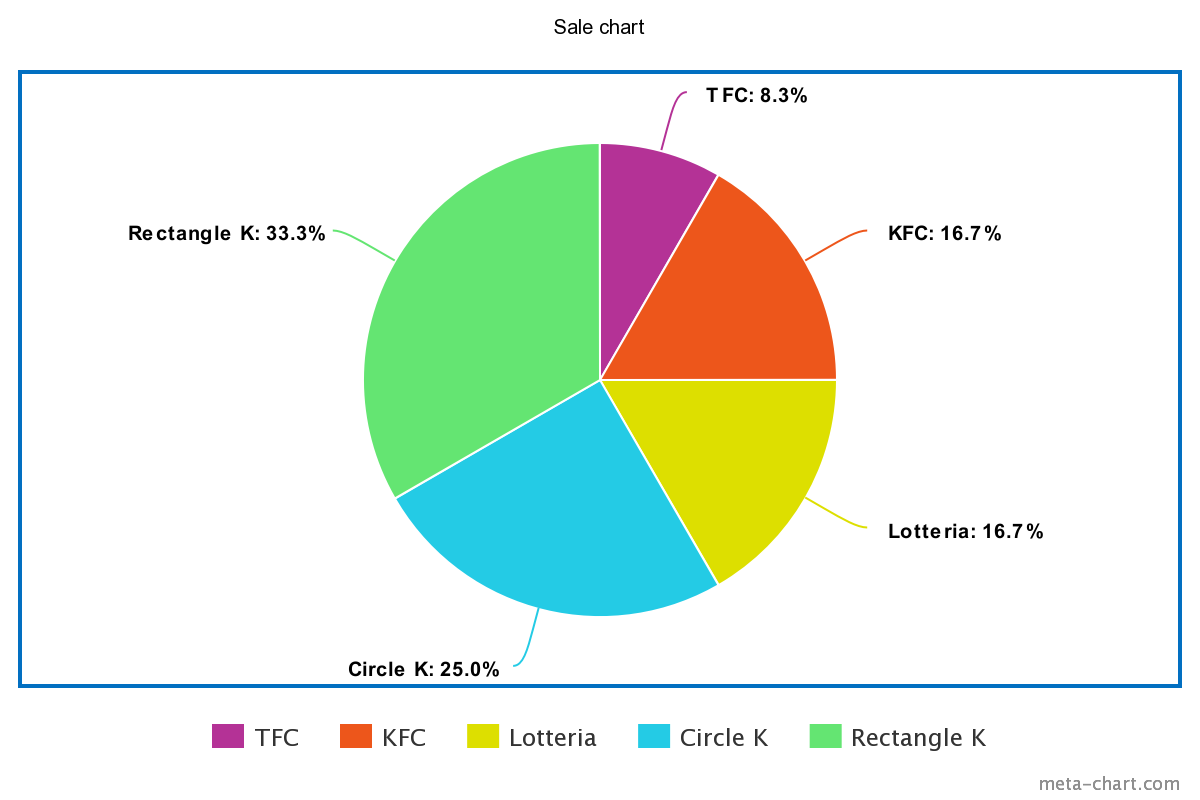 Sale chart
TFC: 8.3%
Rectangle K: 33.3%
KFC: 16.7%
Lotteria: 16.7%
Circle K: 25.0%
TFC
KFC
Lotteria
Circle K
Rectangle K
meta-chart.com